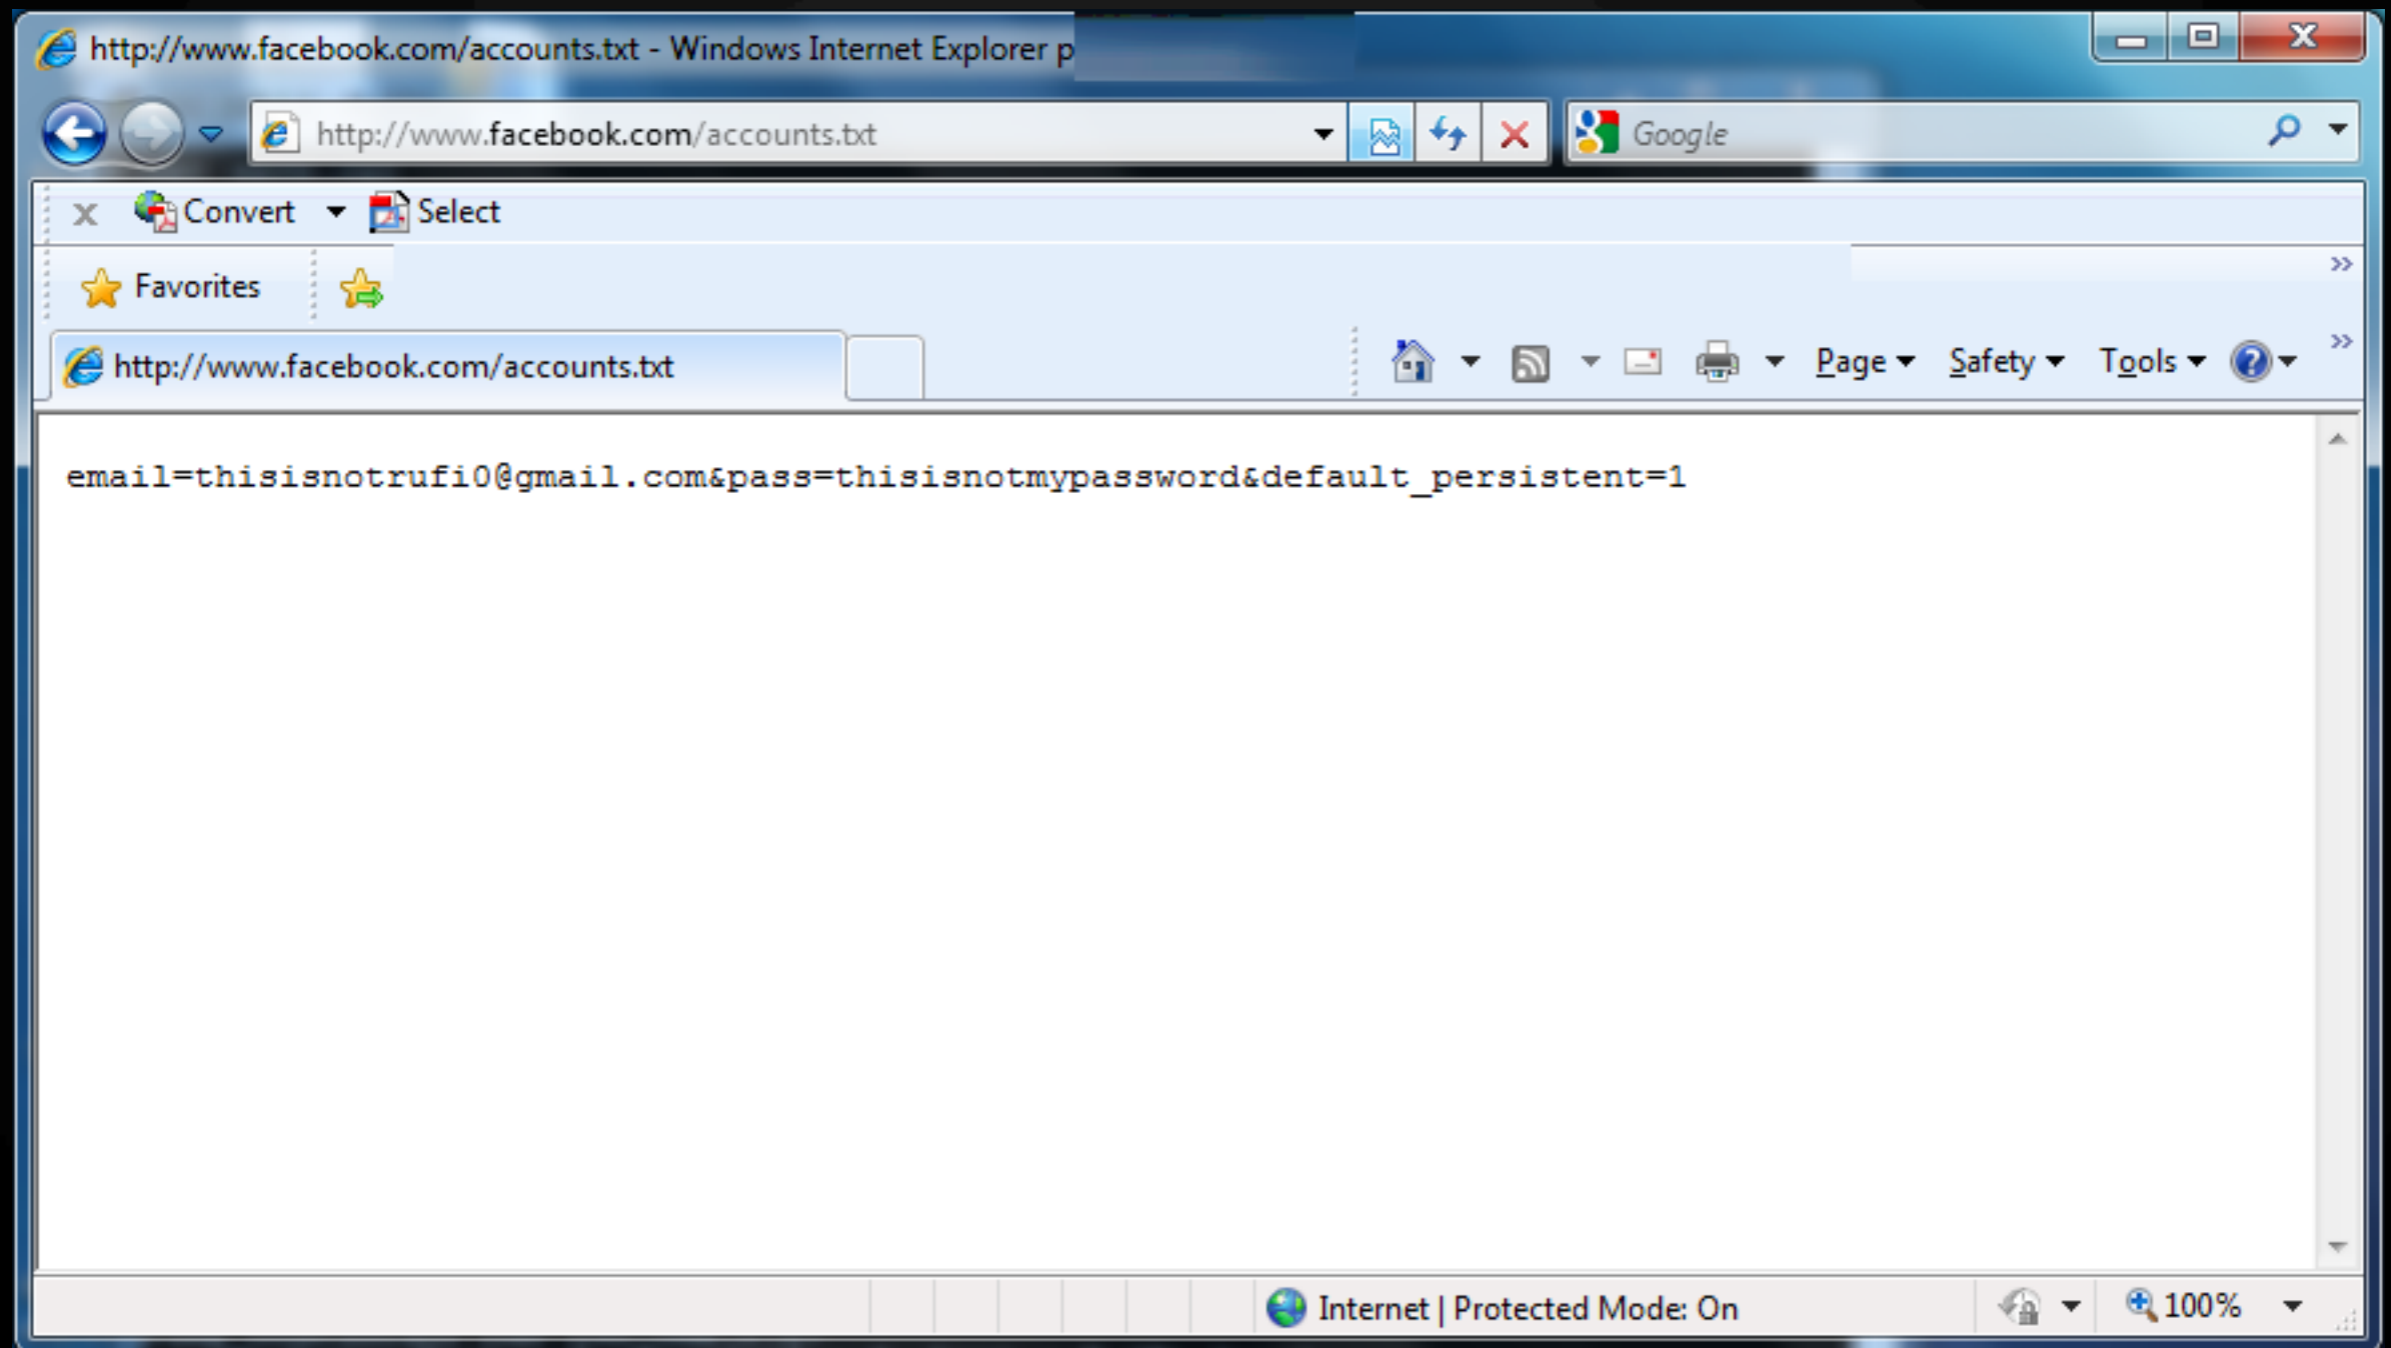 http://www.facebook.com/accounts.txt - Windows Internet Explorer p
http://www.facebook.com/accounts.txt
Google
x Convert Select
Favorites
http://www.facebook.com/accounts.txt
Page Safety Tools
email=thisisnotrufi0@gmail.com&pass=thisisnotmypassword&default_persistent=1
Internet | Protected Mode: On
100%